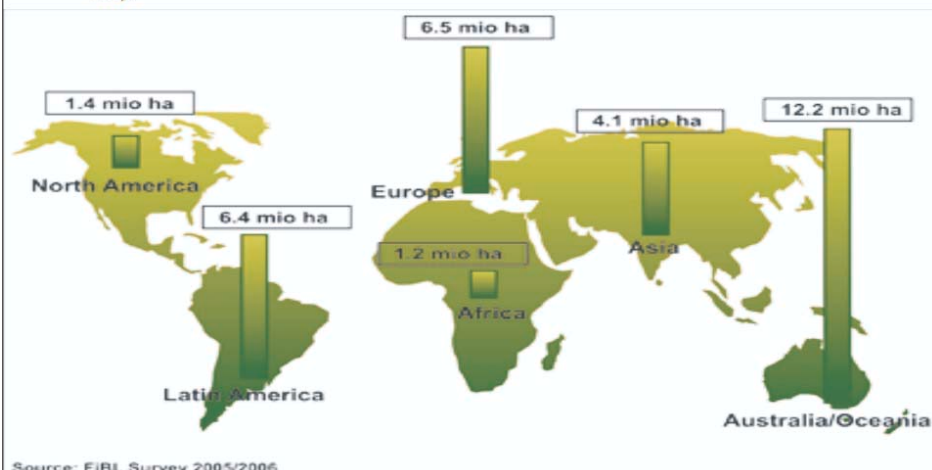 6.5 mio ha
1.4 mio ha
12.2 mio ha
4.1 mio ha
North America
Europe
6.4 mio ha
Asia
1.2 mio ha
Africa
Latin America
Australia/Oceania
Source: FiBL Survey 2005/2006